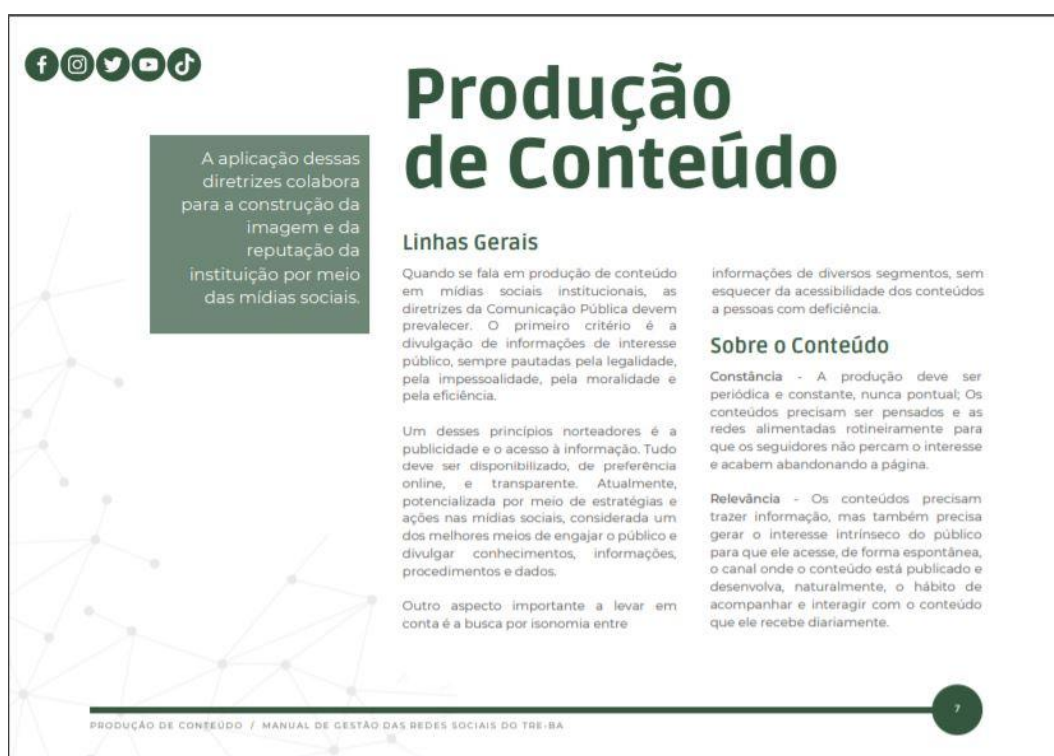 Produção
de Conteúdo
A aplicação dessas
diretrizes colabora
para a construção da
imagem e da
reputação da
instituição por meio
das mídias sociais.
Linhas Gerais
Quando se fala em produção de conteúdo
em mídias sociais institucionais, as
diretrizes da Comunicação Pública devem
prevalecer. O primeiro critério é a
divulgação de informações de interesse
público, sempre pautadas pela legalidade,
pela impessoalidade, pela moralidade e
pela eficiência.
Um desses princípios norteadores é a
publicidade e o acesso à informação. Tudo
deve ser disponibilizado, de preferência
online, e transparente. Atualmente,
potencializada por meio de estratégias e
ações nas mídias sociais, considerada um
dos melhores meios de engajar o público e
divulgar conhecimentos, informações,
procedimentos e dados.
Outro aspecto importante a levar em
conta é a busca por isonomia entre
informações de diversos segmentos, sem
esquecer da acessibilidade dos conteúdos
a pessoas com deficiência.
Sobre o Conteúdo
Constância - A produção deve ser
periódica e constante, nunca pontual; Os
conteúdos precisam ser pensados e as
redes alimentadas rotineiramente para
que os seguidores não percam o interesse
e acabem abandonando a página.
Relevância - Os conteúdos precisam
trazer informação, mas também precisa
gerar o interesse intrínseco do público
para que ele acesse, de forma espontânea,
o canal onde o conteúdo está publicado e
desenvolva, naturalmente, o hábito de
acompanhar e interagir com o conteúdo
que ele recebe diariamente.
PRODUÇÃO DE CONTEÚDO / MANUAL DE GESTÃO DAS REDES SOCIAIS DO TRE-BA
7